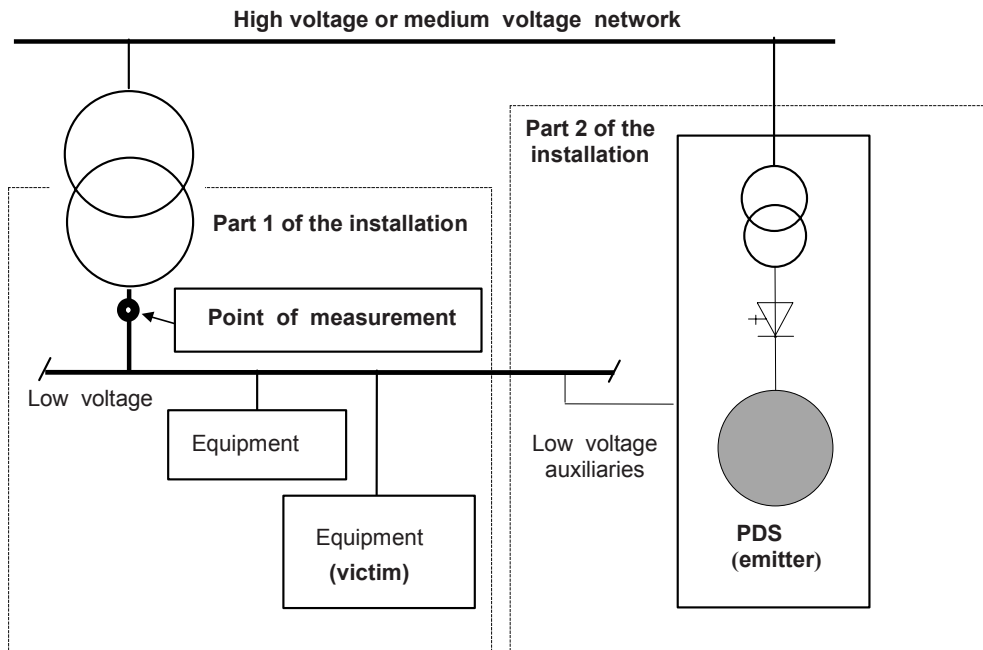 High voltage or medium voltage network
Part 2 of the
installation
Part 1 of the installation
Point of measurement
Low voltage
Equipment
Low voltage
auxiliaries
Equipment
(victim)
PDS
(emitter)